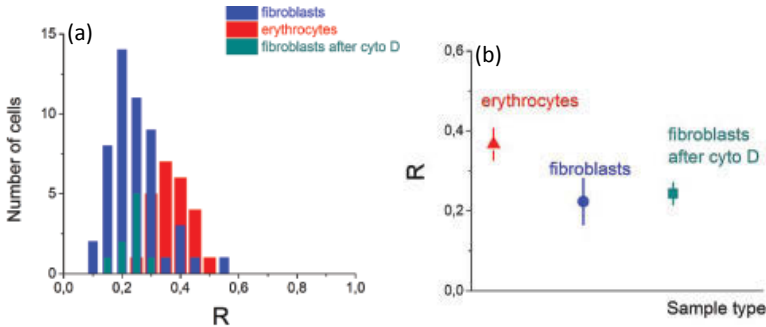 (a)
fibroblasts
erythrocytes
fibroblasts after cyto D
15
10
5
0
Number of cells
0,0 0,2 0,4 0,6 0,8 1,0
R
(b)
0,6
0,4
0,2
0,0
R
erythrocytes
fibroblasts
fibroblasts
after cyto D
Sample type